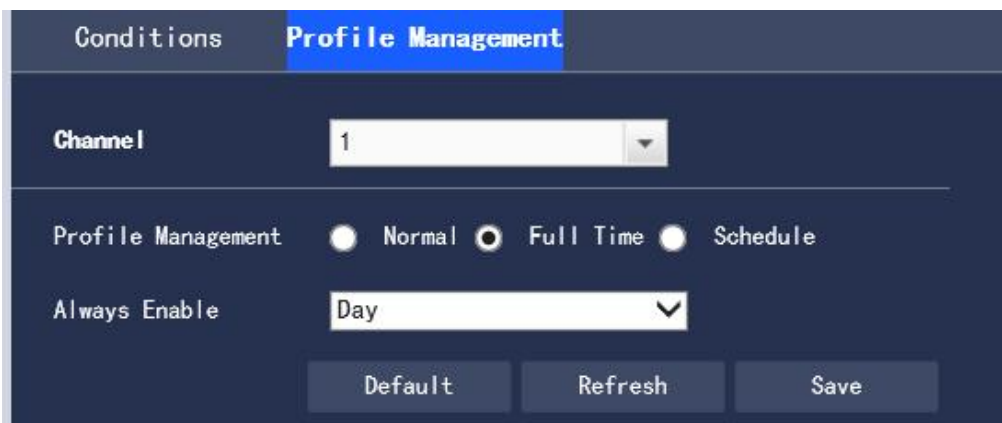 Conditions Profile Management
Channel 1
Profile Management Normal Full Time Schedule
Always Enable Day
Default Refresh Save